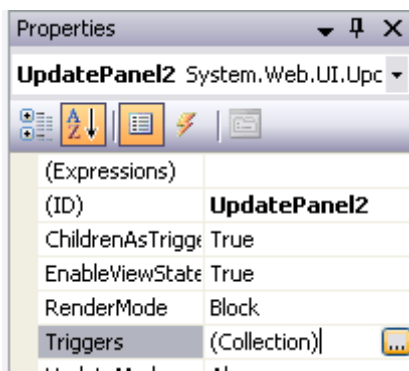 Properties
UpdatePanel2 System.Web.UI.Upc
(Expressions)
(ID) UpdatePanel2
ChildrenAsTrigge True
EnableViewState True
RenderMode Block
Triggers (Collection) ...